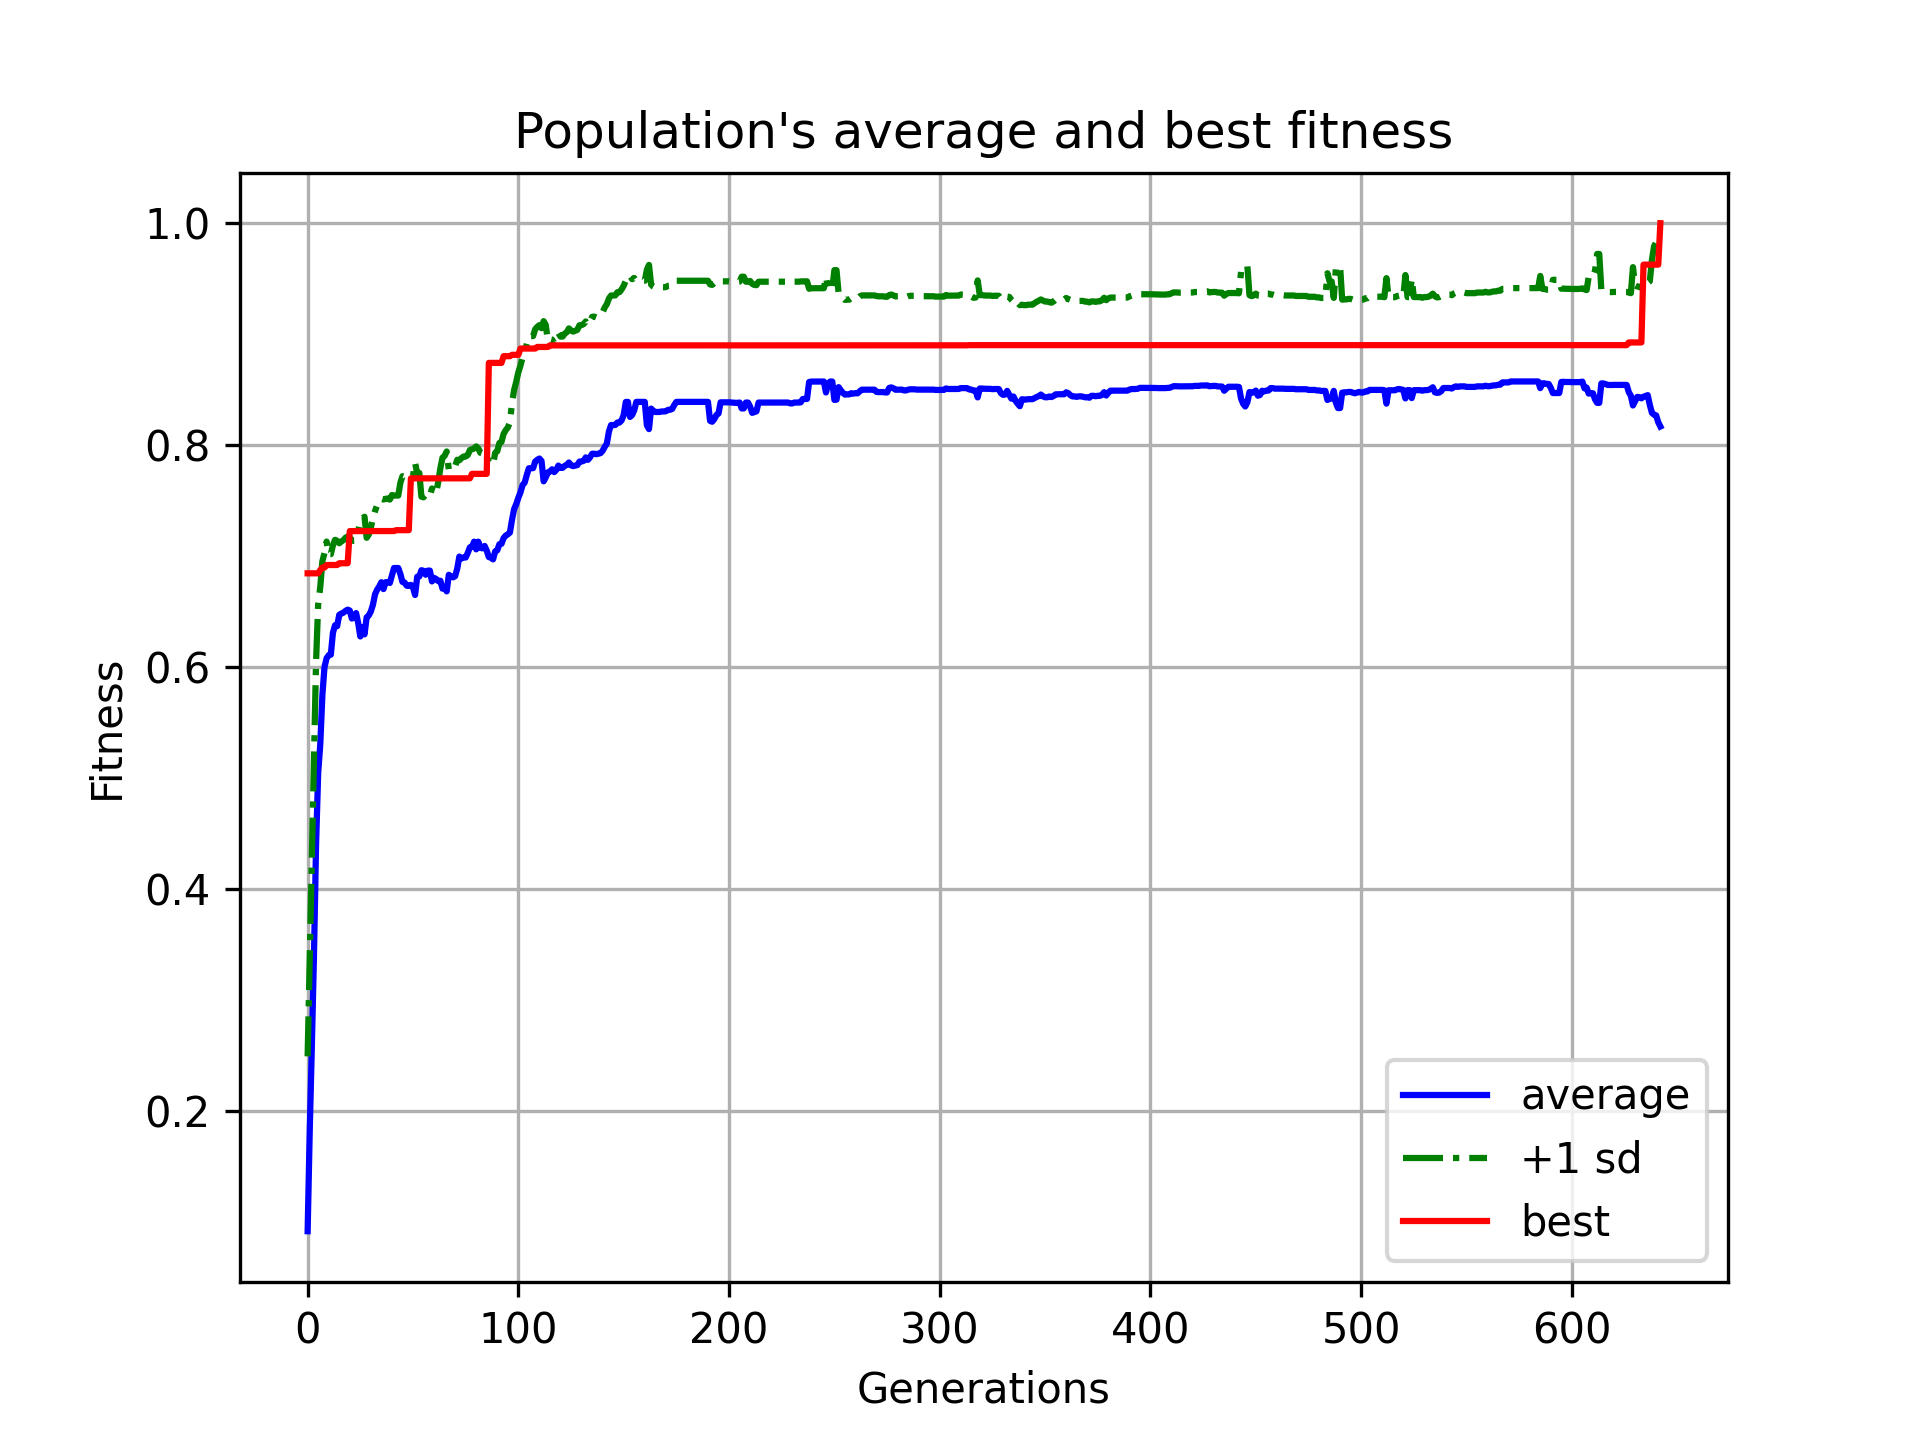 Population's average and best fitness
1.0
0.8
0.6
0.4
0.2
Fitness
0 100 200 300 400 500 600
Generations
average
+1 sd
best